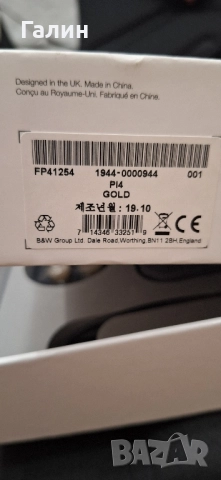 Галин
Designed in the UK. Made in China.
Conçu au Royaume-Uni. Fabriqué en Chine.
FP41254 1944-0000944 001
PI4
GOLD
제조년월 : 19·10
7 14346 33251 9
B&W Group Ltd. Dale Road,Worthing,BN11 2BH,England
BAZAR